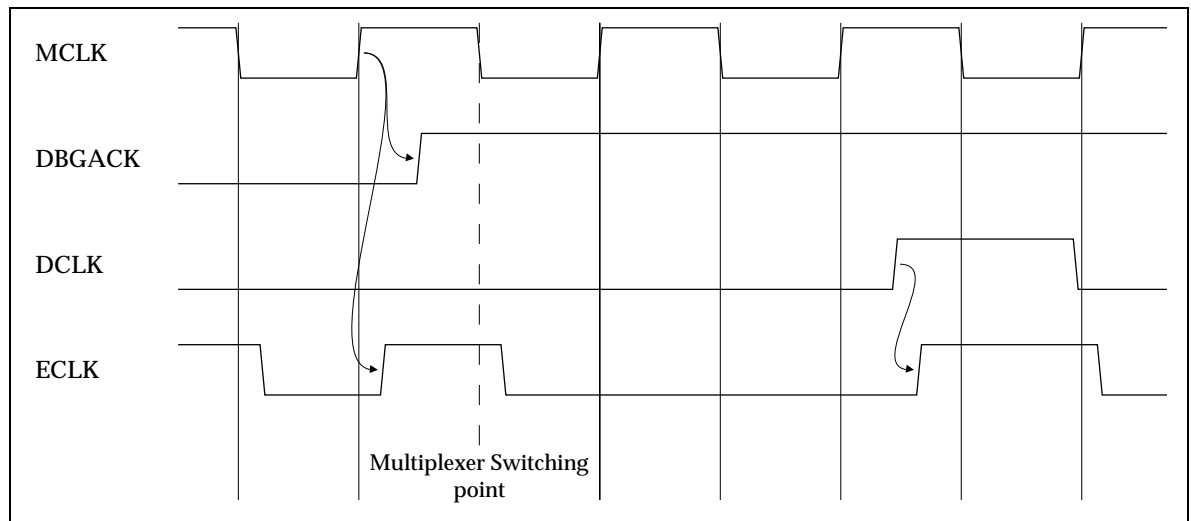 MCLK
DBGACK
DCLK
ECLK
Multiplexer Switching
point